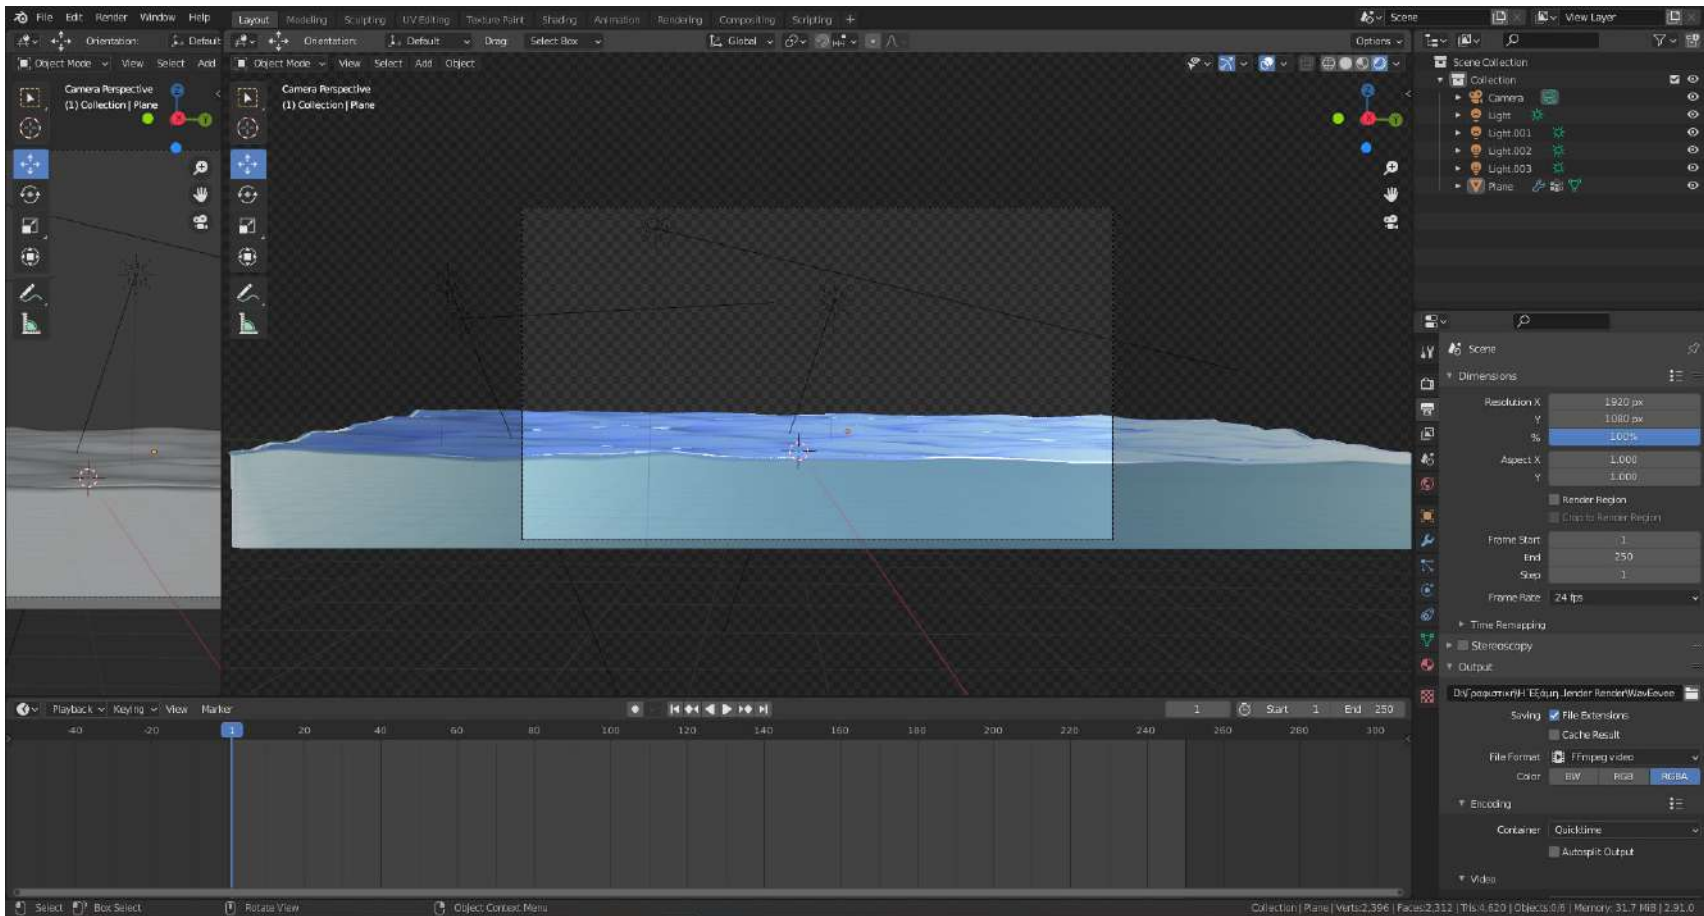 File Edit Render Window Help Layout Modeling Sculpting UV Editing Texture Paint Shading Animation Rendering Compositing Scripting + Scene View Layer
Orientation: Default Orientation: Default Drag: Select Box Global Options
Object Mode View Select Add Object Mode View Select Add Object
Camera Perspective
(1) Collection | Plane
Camera Perspective
(1) Collection | Plane
Scene Collection
Collection
Camera
Light
Light.001
Light.002
Light.003
Plane
Scene
Dimensions
Resolution X 1920 px
Y 1080 px
% 100%
Aspect X 1.000
Y 1.000
Render Region
Crop to Render Region
Frame Start 1
End 250
Step 1
Frame Rate 24 fps
Time Remapping
Stereoscopy
Output
Saving File Extensions
Cache Result
File Format FFmpeg video
Color BW RGB RGBA
Encoding
Container Quicktime
Autosplit Output
Video
Playback Keying View Marker 1 Start 1 End 250
-40 -20 1 20 40 60 80 100 120 140 160 180 200 220 240 260 280 300
Select Box Select Rotate View Object Context Menu Collection | Plane | Verts:2,396 | Faces:2,312 | Tris:4,620 | Objects:0/6 | Memory: 31.7 MiB | 2.91.0